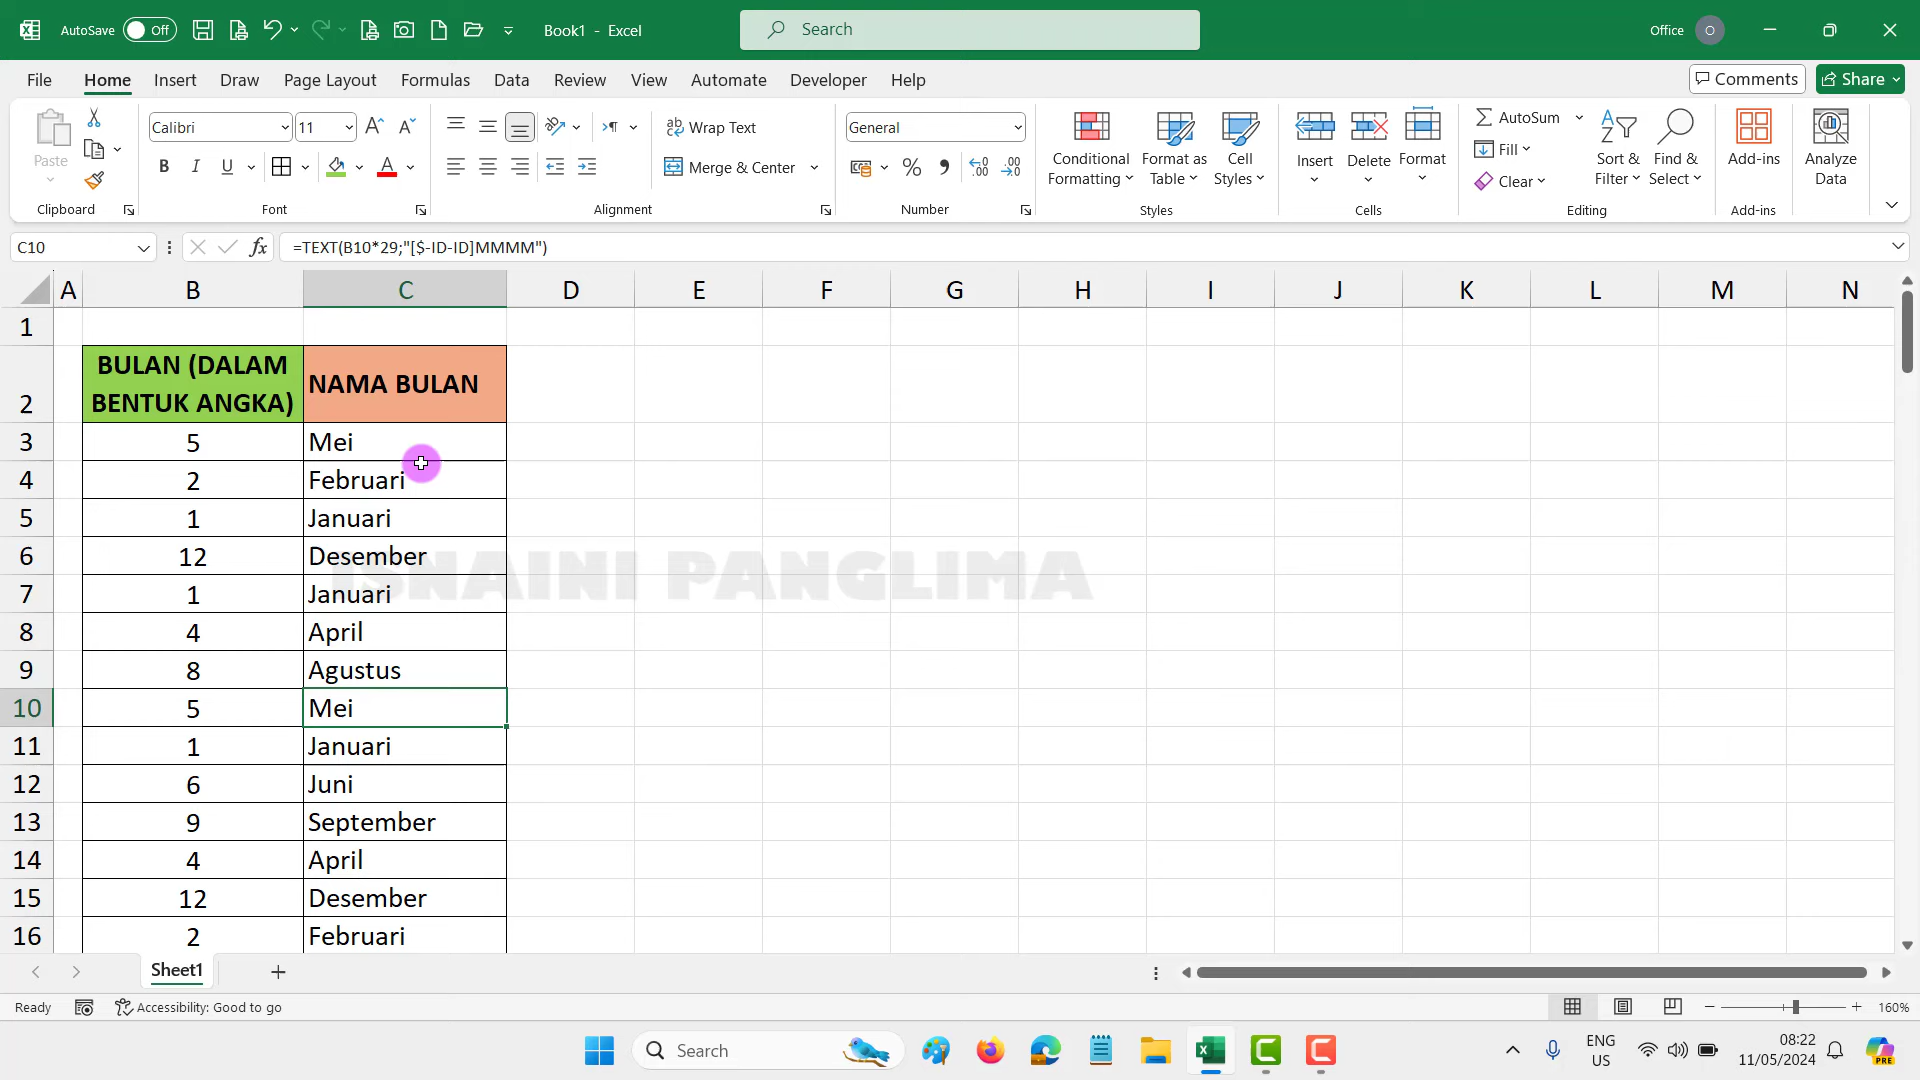 AutoSave Off Book1 - Excel Search Office O
File Home Insert Draw Page Layout Formulas Data Review View Automate Developer Help Comments Share
Paste Calibri 11 Wrap Text General Conditional Formatting Format as Table Cell Styles Insert Delete Format AutoSum Sort & Filter Find & Select Add-ins Analyze Data
B I U A Merge & Center % Fill
Clear
Clipboard Font Alignment Number Styles Cells Editing Add-ins
C10 fx =TEXT(B10*29;"[$-ID-ID]MMMM")
A B C D E F G H I J K L M N
1
2 BULAN (DALAM BENTUK ANGKA) NAMA BULAN
3 5 Mei
4 2 Februari
5 1 Januari
6 12 Desember
ISNAINI PANGLIMA
7 1 Januari
8 4 April
9 8 Agustus
10 5 Mei
11 1 Januari
12 6 Juni
13 9 September
14 4 April
15 12 Desember
16 2 Februari
Sheet1
Ready Accessibility: Good to go 160%
Search ENG US 08:22 11/05/2024 PRE